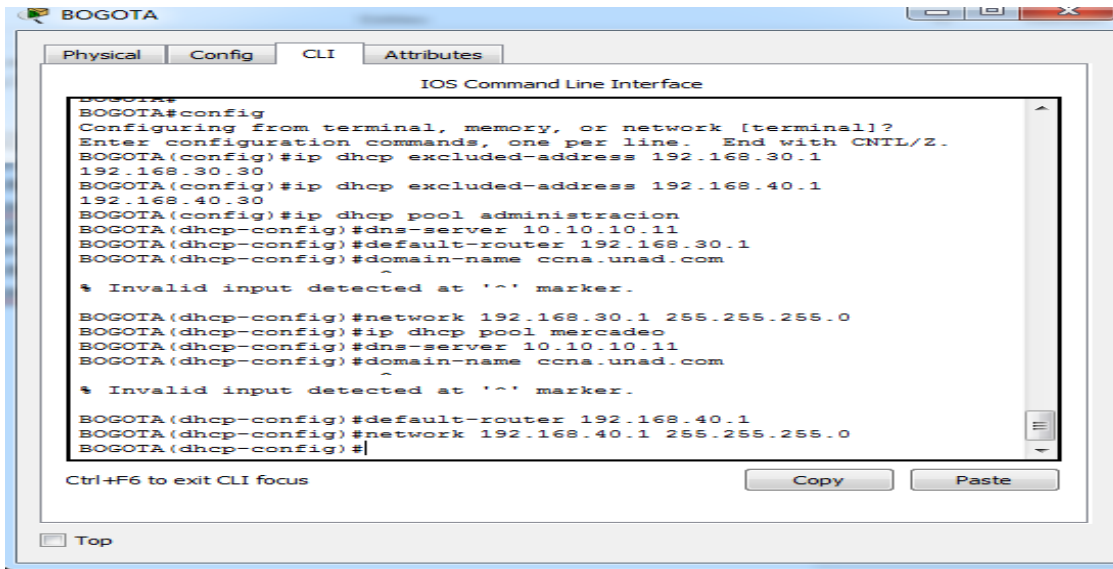 BOGOTA
Physical Config CLI Attributes
IOS Command Line Interface
BOGOTA#
BOGOTA#config
Configuring from terminal, memory, or network [terminal]?
Enter configuration commands, one per line.  End with CNTL/Z.
BOGOTA(config)#ip dhcp excluded-address 192.168.30.1
192.168.30.30
BOGOTA(config)#ip dhcp excluded-address 192.168.40.1
192.168.40.30
BOGOTA(config)#ip dhcp pool administracion
BOGOTA(dhcp-config)#dns-server 10.10.10.11
BOGOTA(dhcp-config)#default-router 192.168.30.1
BOGOTA(dhcp-config)#domain-name ccna.unad.com
^
% Invalid input detected at '^' marker.
BOGOTA(dhcp-config)#network 192.168.30.1 255.255.255.0
BOGOTA(dhcp-config)#ip dhcp pool mercadeo
BOGOTA(dhcp-config)#dns-server 10.10.10.11
BOGOTA(dhcp-config)#domain-name ccna.unad.com
^
% Invalid input detected at '^' marker.
BOGOTA(dhcp-config)#default-router 192.168.40.1
BOGOTA(dhcp-config)#network 192.168.40.1 255.255.255.0
BOGOTA(dhcp-config)#
Ctrl+F6 to exit CLI focus
Copy Paste
Top